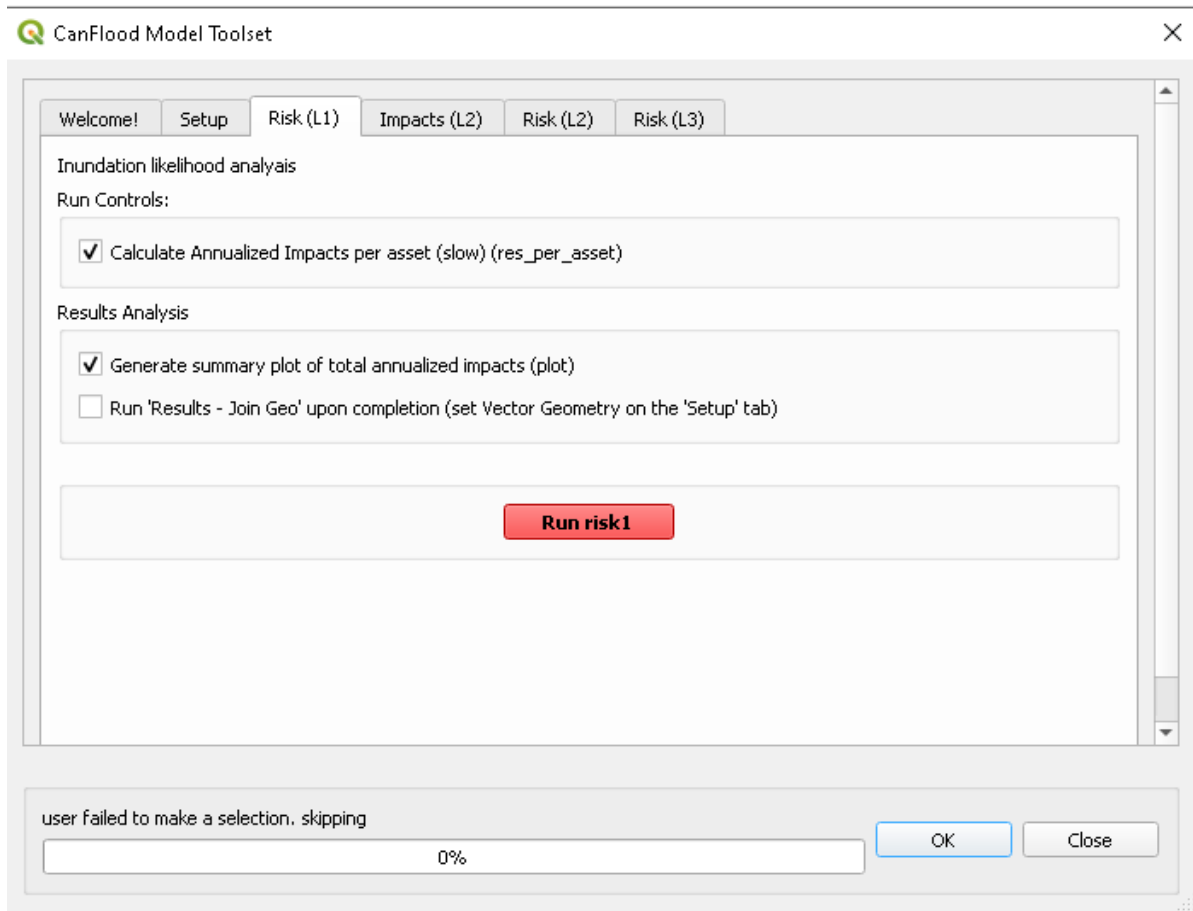 CanFlood Model Toolset
Welcome! Setup Risk (L1) Impacts (L2) Risk (L2) Risk (L3)
Inundation likelihood analyais
Run Controls:
Calculate Annualized Impacts per asset (slow) (res_per_asset)
Results Analysis
Generate summary plot of total annualized impacts (plot)
Run 'Results - Join Geo' upon completion (set Vector Geometry on the 'Setup' tab)
Run risk1
user failed to make a selection. skipping
0%
OK Close